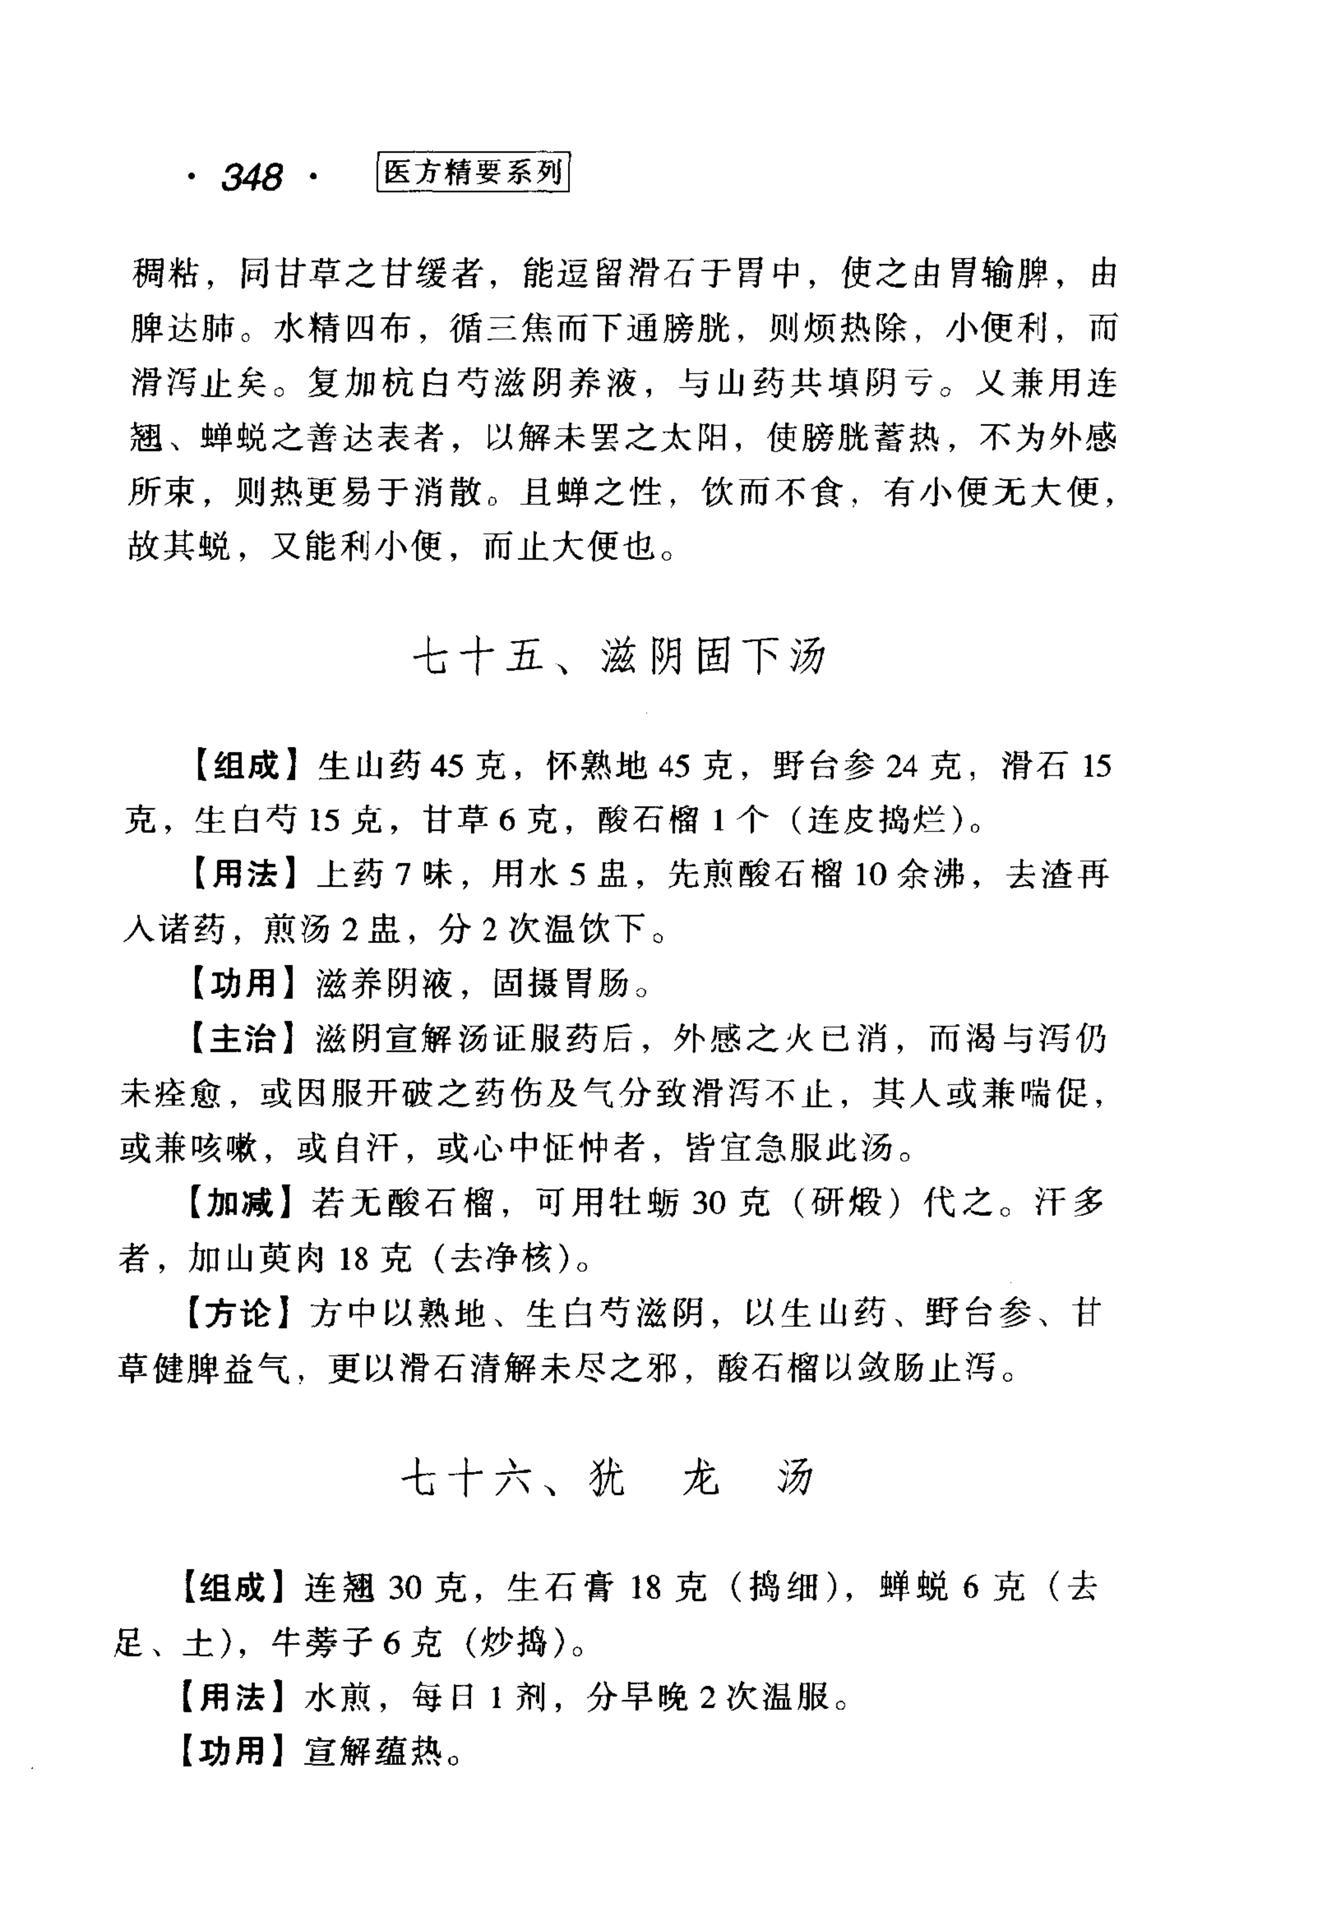 · 348 · 医方精要系列
稠粘，同甘草之甘缓者，能逗留滑石于胃中，使之由胃输脾，由
脾达肺。水精四布，循三焦而下通膀胱，则烦热除，小便利，而
滑泻止矣。复加杭白芍滋阴养液，与山药共填阴亏。又兼用连
翘、蝉蜕之善达表者，以解未罢之太阳，使膀胱蓄热，不为外感
所束，则热更易于消散。且蝉之性，饮而不食，有小便无大便，
故其蜕，又能利小便，而止大便也。
七十五、滋阴固下汤
【组成】生山药 45 克，怀熟地 45 克，野台参 24 克，滑石 15
克，生白芍 15 克，甘草 6 克，酸石榴 1 个（连皮捣烂）。
【用法】上药 7 味，用水 5 盅，先煎酸石榴 10 余沸，去渣再
入诸药，煎汤 2 盅，分 2 次温饮下。
【功用】滋养阴液，固摄胃肠。
【主治】滋阴宣解汤证服药后，外感之火已消，而渴与泻仍
未痊愈，或因服开破之药伤及气分致滑泻不止，其人或兼喘促，
或兼咳嗽，或自汗，或心中怔忡者，皆宜急服此汤。
【加减】若无酸石榴，可用牡蛎 30 克（研煅）代之。汗多
者，加山萸肉 18 克（去净核）。
【方论】方中以熟地、生白芍滋阴，以生山药、野台参、甘
草健脾益气，更以滑石清解未尽之邪，酸石榴以敛肠止泻。
七十六、犹 龙 汤
【组成】连翘 30 克，生石膏 18 克（捣细），蝉蜕 6 克（去
足、土），牛蒡子 6 克（炒捣）。
【用法】水煎，每日 1 剂，分早晚 2 次温服。
【功用】宣解蕴热。